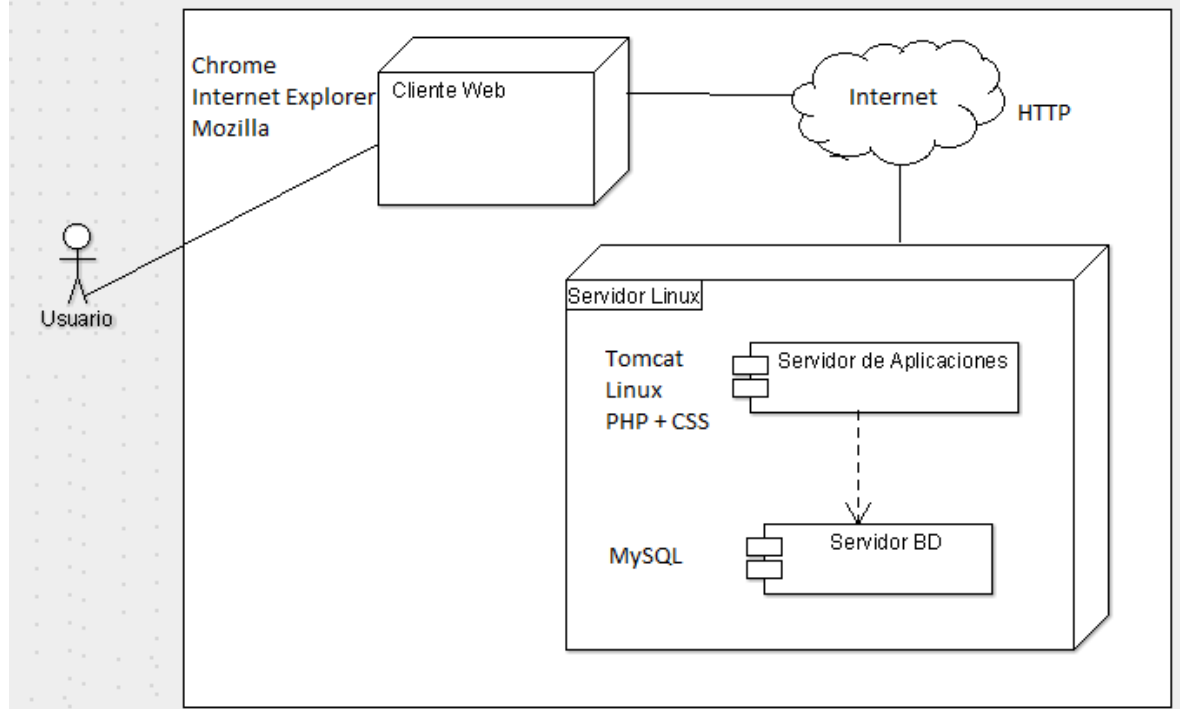 Chrome
Internet Explorer
Mozilla
Cliente Web
Internet
HTTP
Usuario
Servidor Linux
Tomcat
Linux
PHP + CSS
Servidor de Aplicaciones
MySQL
Servidor BD